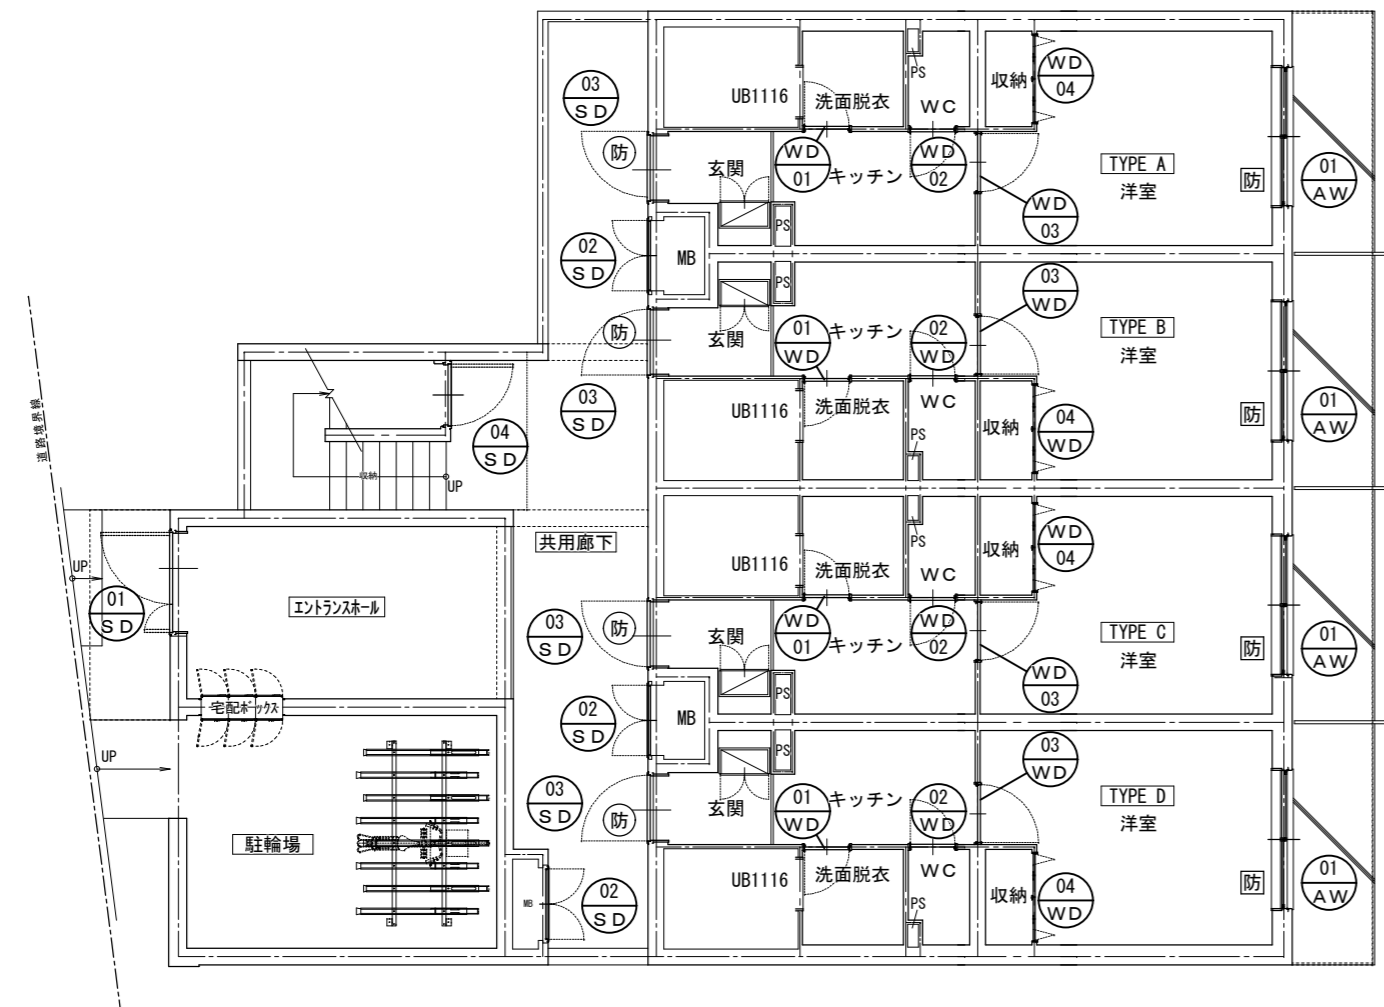 03
SD
UB1116
洗面脱衣
PS
WC
収納
WD
04
防
玄関
WD
01
キッチン
WD
02
TYPE A
洋室
防
01
AW
WD
03
02
SD
MB
PS
PS
03
WD
防
玄関
01
WD
キッチン
02
WD
TYPE B
洋室
防
01
AW
03
SD
UB1116
洗面脱衣
WC
PS
収納
04
WD
道路境界線
04
SD
収納
UP
共用廊下
UB1116
洗面脱衣
PS
WC
収納
WD
04
UP
01
SD
エントランスホール
03
SD
防
玄関
WD
01
キッチン
WD
02
TYPE C
洋室
防
01
AW
WD
03
宅配ボックス
02
SD
MB
PS
PS
03
WD
UP
03
SD
防
玄関
01
WD
キッチン
02
WD
TYPE D
洋室
防
01
AW
駐輪場
MB
02
SD
UB1116
洗面脱衣
WC
PS
収納
04
WD